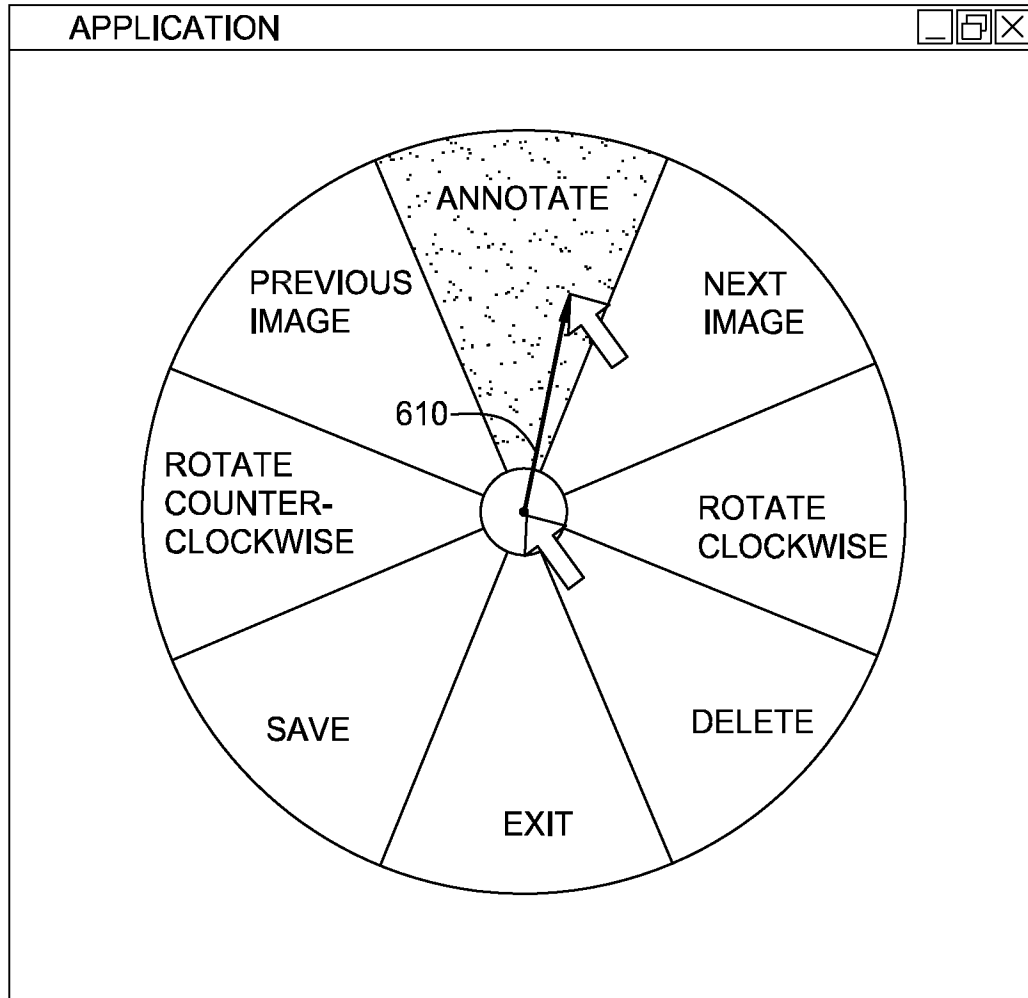 APPLICATION
ANNOTATE
PREVIOUS
IMAGE
NEXT
IMAGE
610
ROTATE
COUNTER-
CLOCKWISE
ROTATE
CLOCKWISE
SAVE
DELETE
EXIT